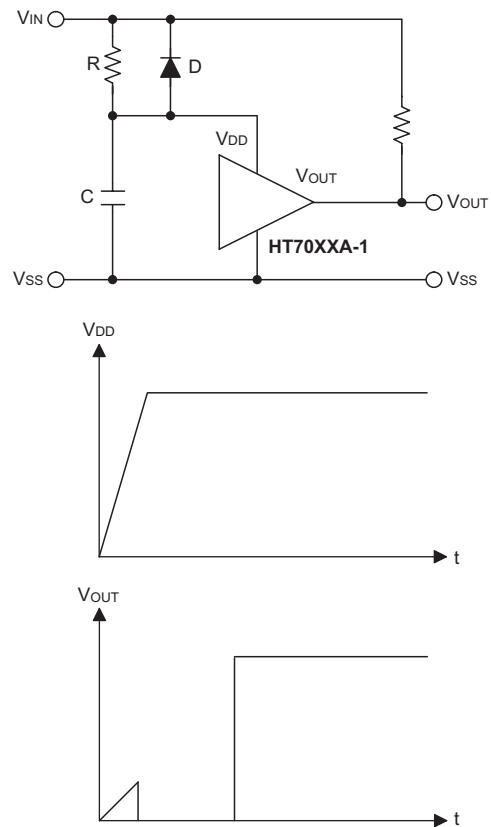 VIN
R
D
VDD
C
VOUT
VOUT
HT70XXA-1
VSS
VSS
VDD
t
VOUT
t